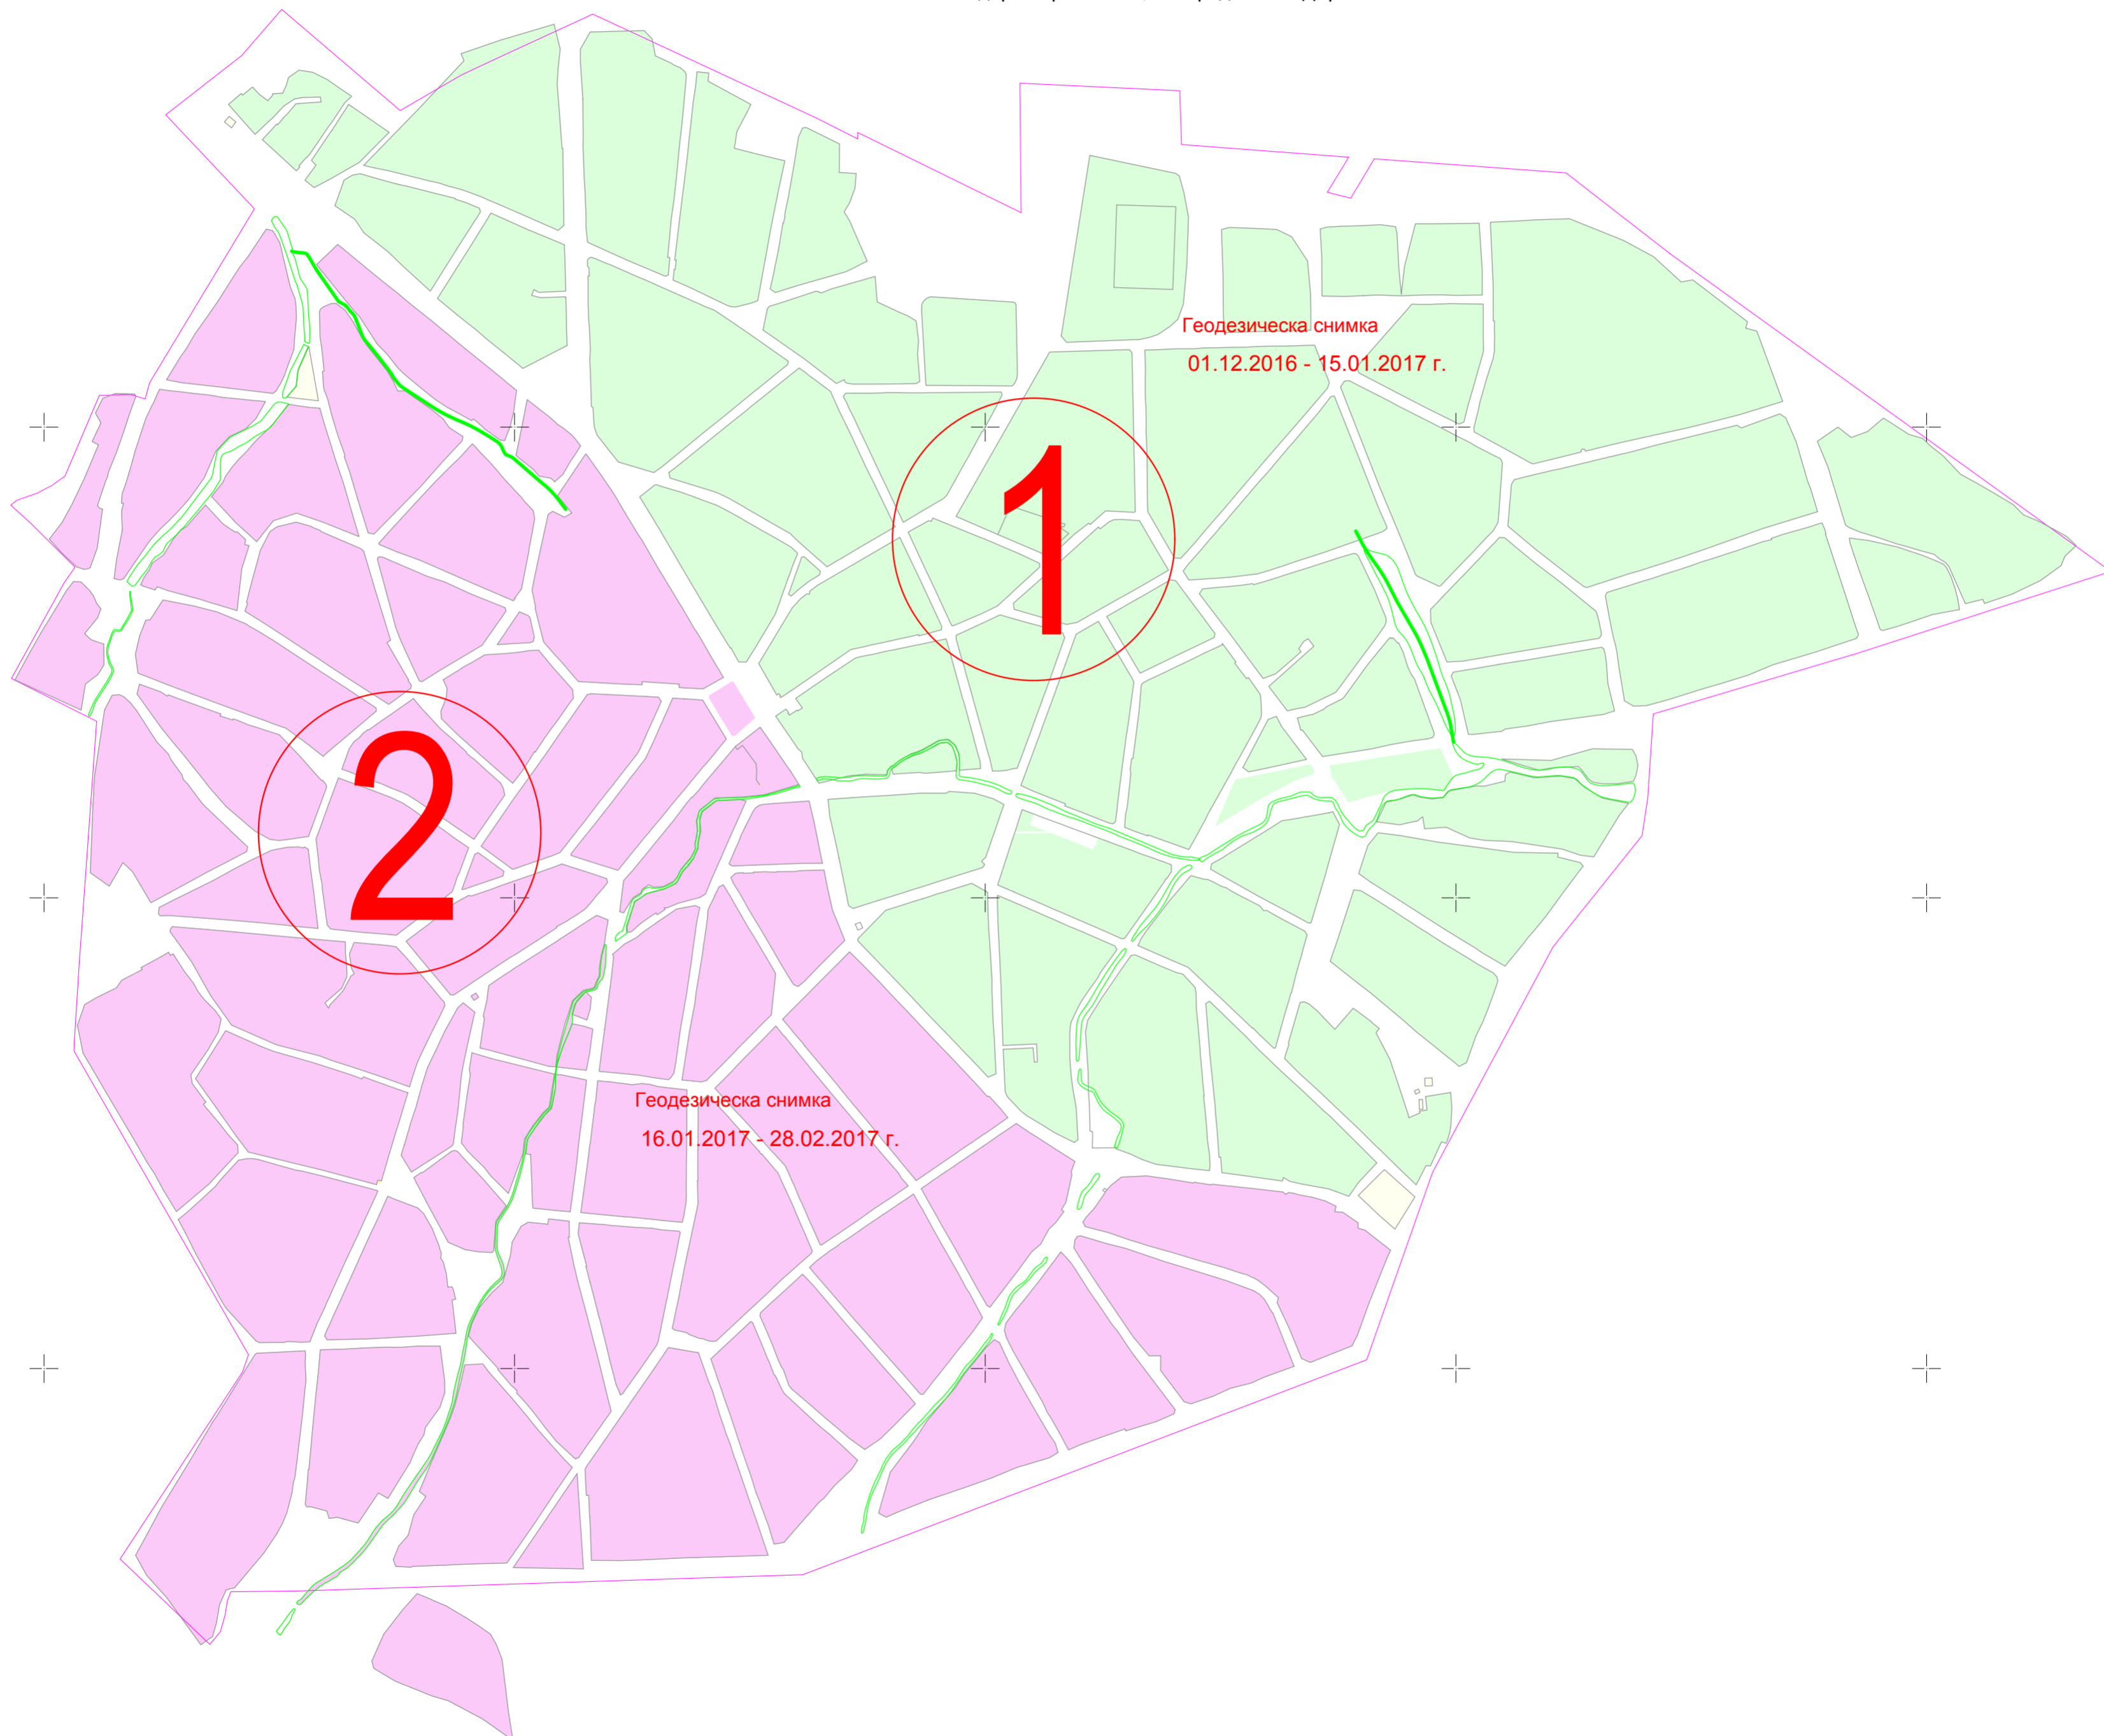 Геодезическа снимка
01.12.2016 - 15.01.2017 г.
1
2
Геодезическа снимка
16.01.2017 - 28.02.2017 г.